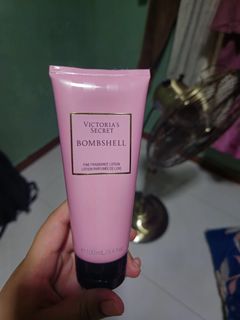 VICTORIA'S
SECRET
BOMBSHELL
FINE FRAGRANCE LOTION
LOTION PARFUMÉE DE LUXE